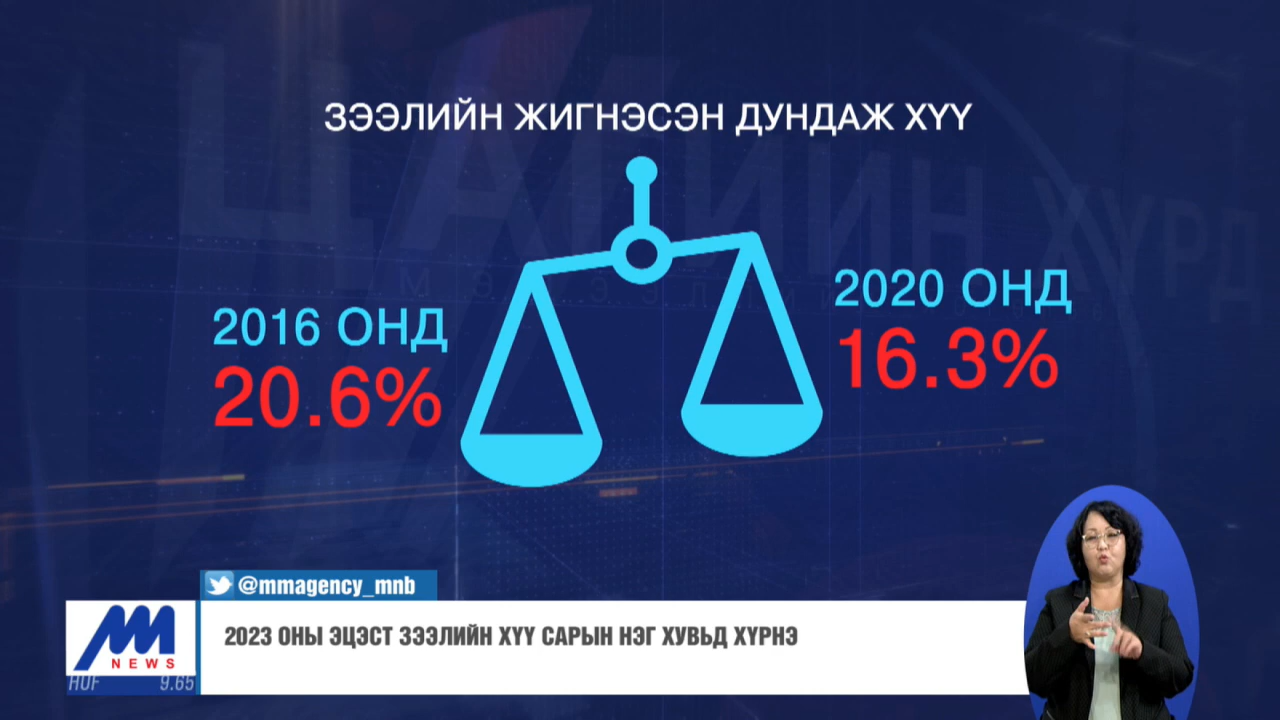 ЗЭЭЛИЙН ЖИГНЭСЭН ДУНДАЖ ХҮҮ
2016 ОНД
20.6%
2020 ОНД
16.3%
@mmagency_mnb
2023 ОНЫ ЭЦЭСТ ЗЭЭЛИЙН ХҮҮ САРЫН НЭГ ХУВЬД ХҮРНЭ
NEWS
HUF 9.65